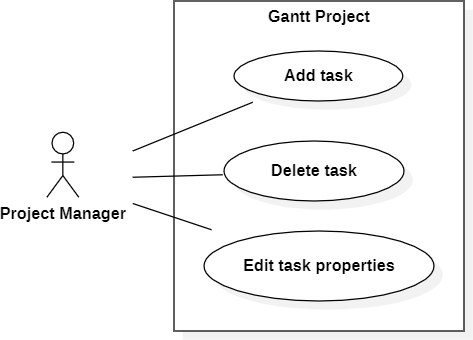 Gantt Project
Add task
Delete task
Project Manager
Edit task properties